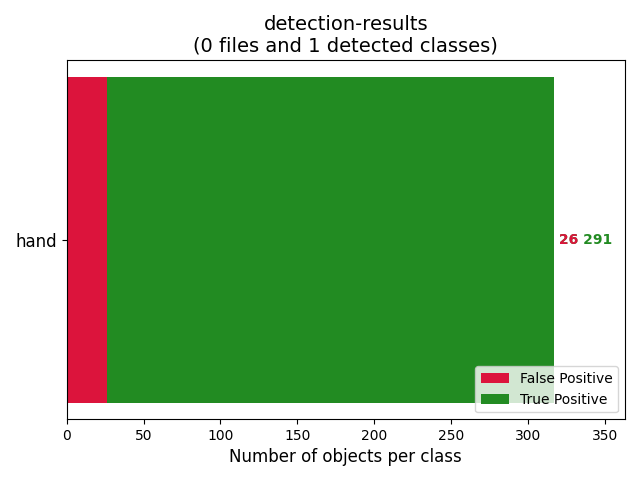 detection-results
(0 files and 1 detected classes)
hand
26 291
False Positive
True Positive
0 50 100 150 200 250 300 350
Number of objects per class